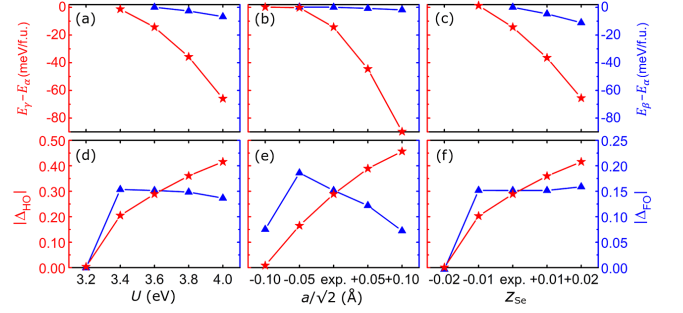 (a) (b) (c)
0 0
-20 -20
-40 -40
-60 -60
-80 -80
E_γ−E_α (meV/f.u.)
E_β−E_α (meV/f.u.)
(d) (e) (f)
0.50 0.25
0.40 0.20
0.30 0.15
0.20 0.10
0.10 0.05
0.00 0.00
|Δ_HO|
|Δ_FO|
3.2 3.4 3.6 3.8 4.0 -0.10 -0.05 exp. +0.05 +0.10 -0.02 -0.01 exp. +0.01 +0.02
U (eV) a/√2 (Å) Z_Se